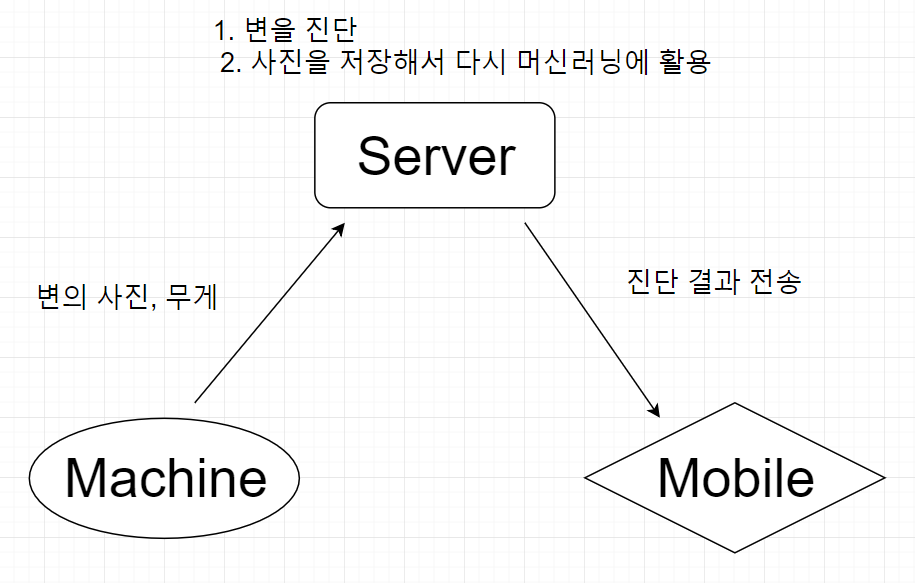 1. 변을 진단
2. 사진을 저장해서 다시 머신러닝에 활용
Server
변의 사진, 무게
진단 결과 전송
Machine
Mobile